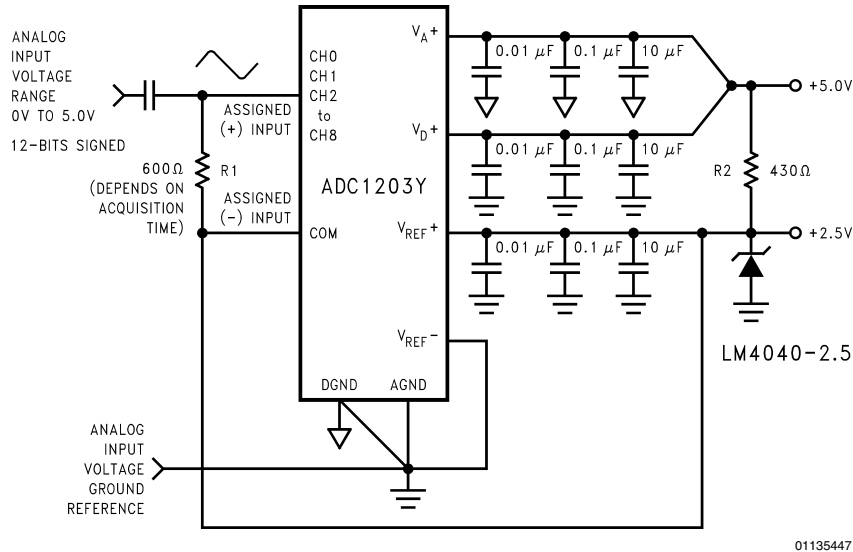 ANALOG
INPUT
VOLTAGE
RANGE
0V TO 5.0V
12-BITS SIGNED
600Ω R1
(DEPENDS ON
ACQUISITION
TIME)
ASSIGNED
(+) INPUT
ASSIGNED
(-) INPUT
CH0
CH1
CH2
to
CH8
ADC1203Y
COM
VA+
VD+
VREF+
VREF-
DGND AGND
0.01 μF 0.1 μF 10 μF
+5.0V
0.01 μF 0.1 μF 10 μF
R2 430Ω
0.01 μF 0.1 μF 10 μF
+2.5V
LM4040-2.5
ANALOG
INPUT
VOLTAGE
GROUND
REFERENCE
01135447